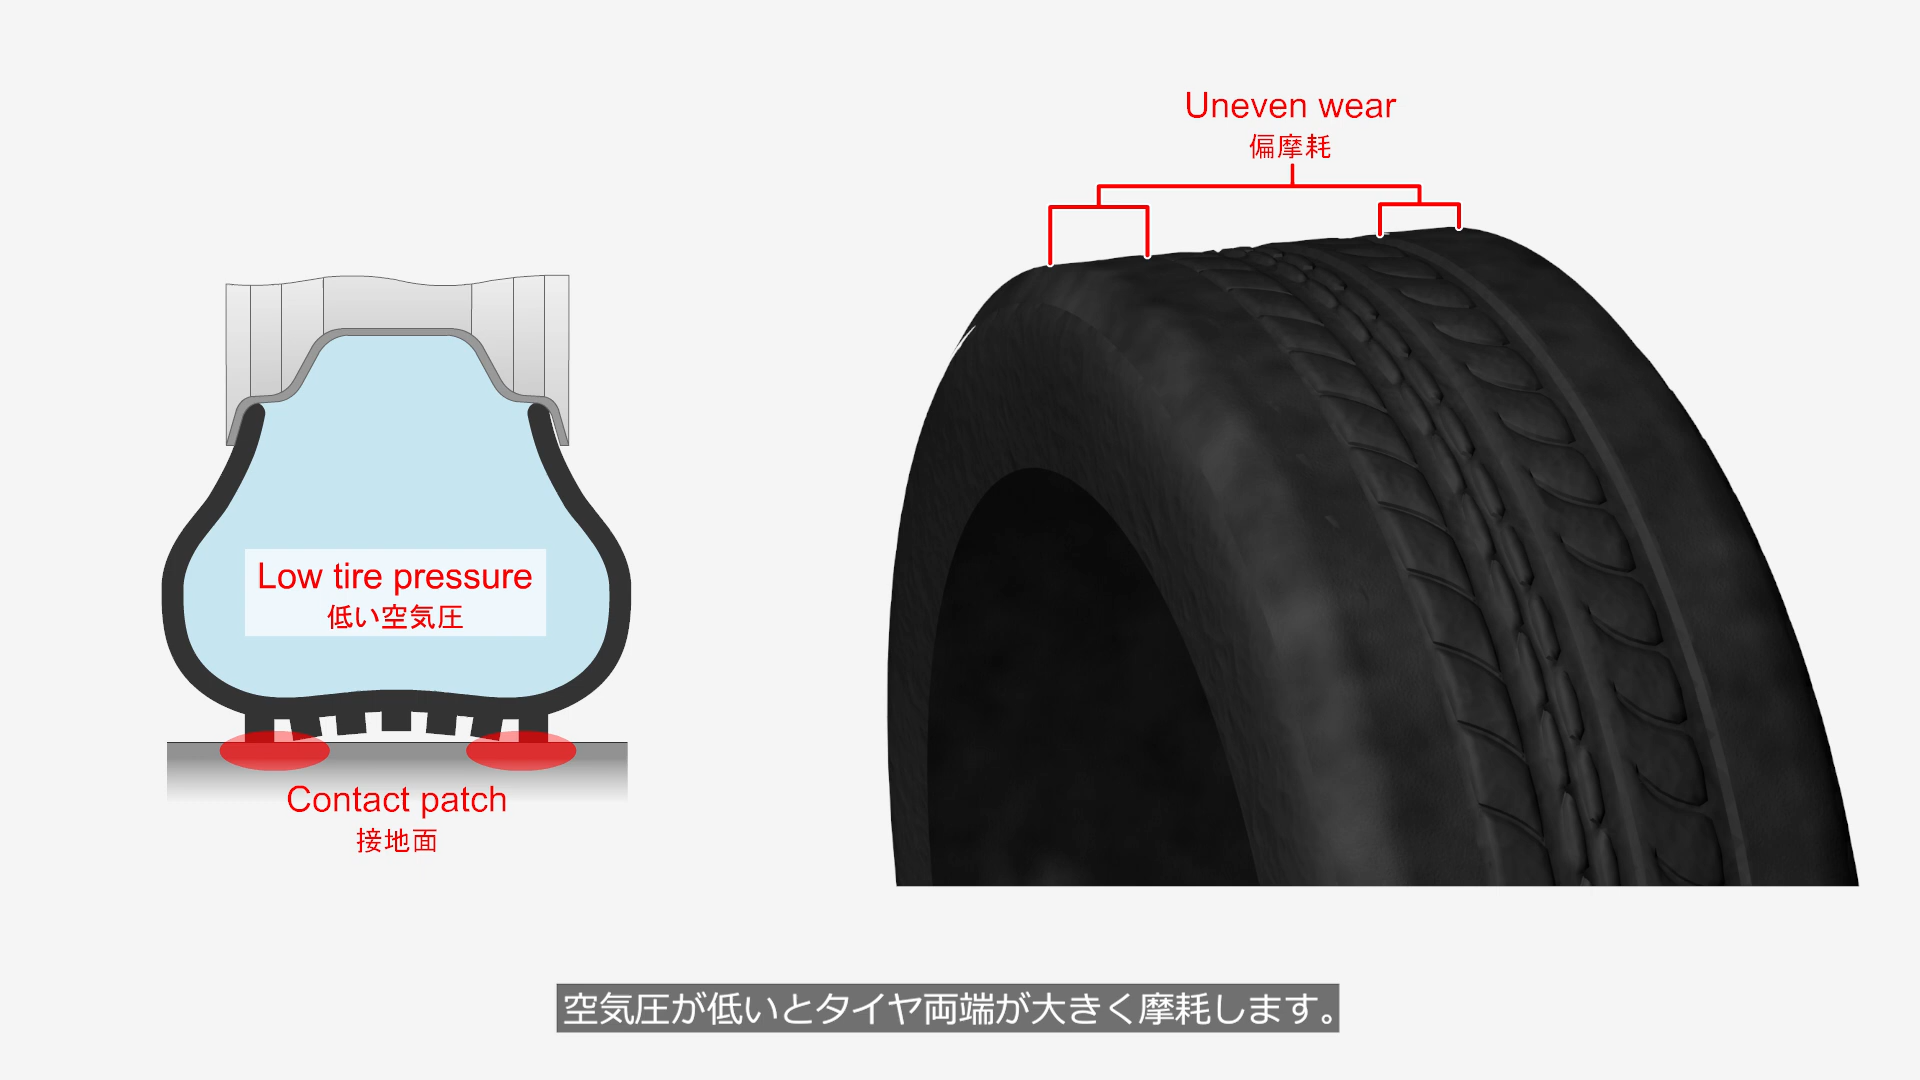 Uneven wear
偏摩耗
Low tire pressure
低い空気圧
Contact patch
接地面
空気圧が低いとタイヤ両端が大きく摩耗します。